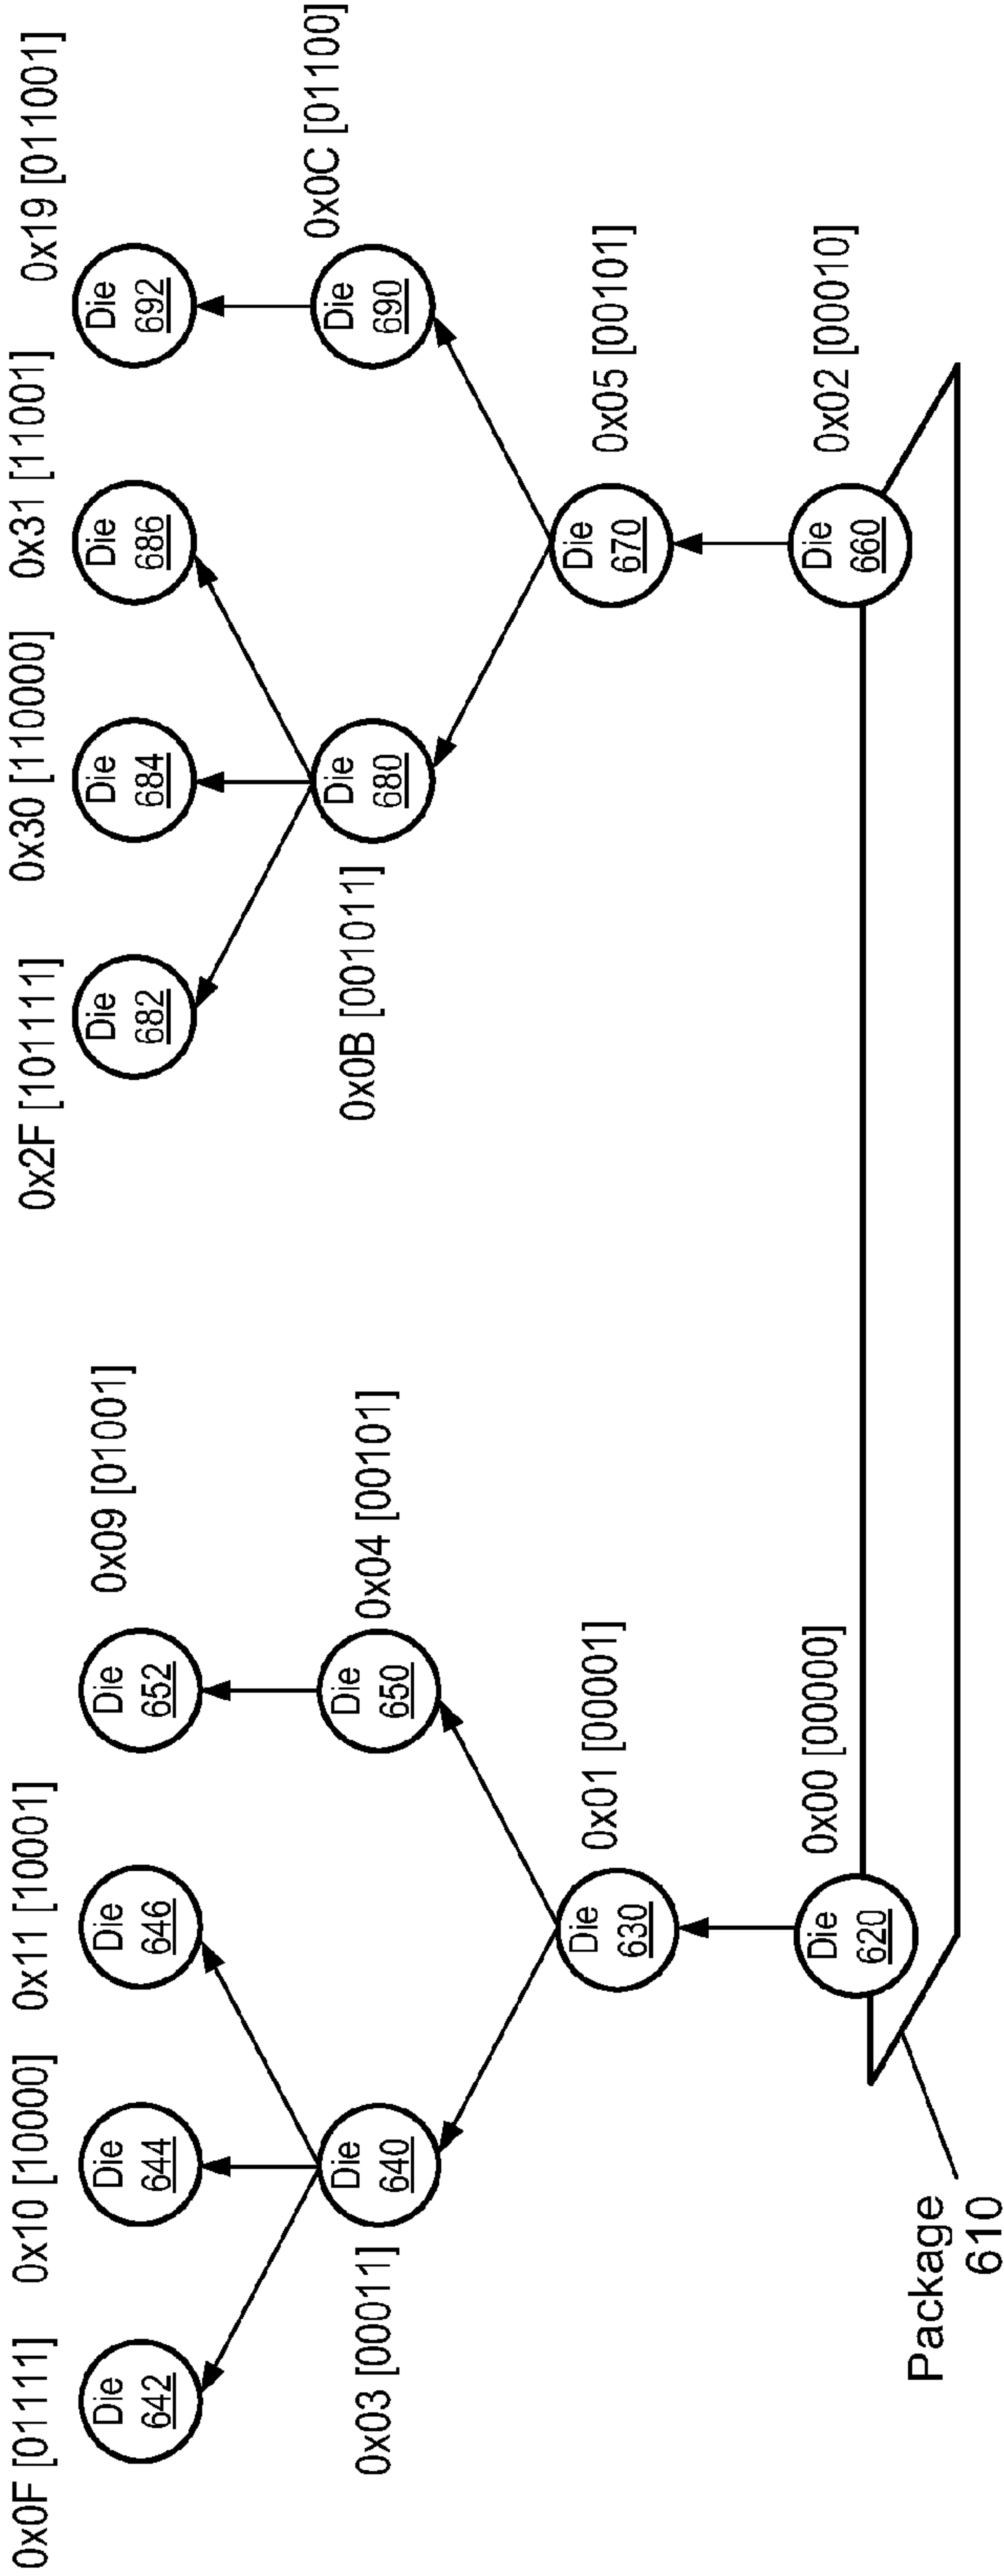 0x0F [01111]
0x10 [10000]
0x11 [10001]
0x09 [01001]
0x2F [101111]
0x30 [110000]
0x31 [11001]
0x19 [011001]
Die
642
Die
644
Die
646
Die
652
Die
682
Die
684
Die
686
Die
692
0x03 [00011]
Die
640
Die
650
0x04 [00101]
0x0B [001011]
Die
680
Die
690
0x0C [01100]
Die
630
0x01 [00001]
Die
670
0x05 [00101]
Die
620
0x00 [00000]
Die
660
0x02 [00010]
Package
610